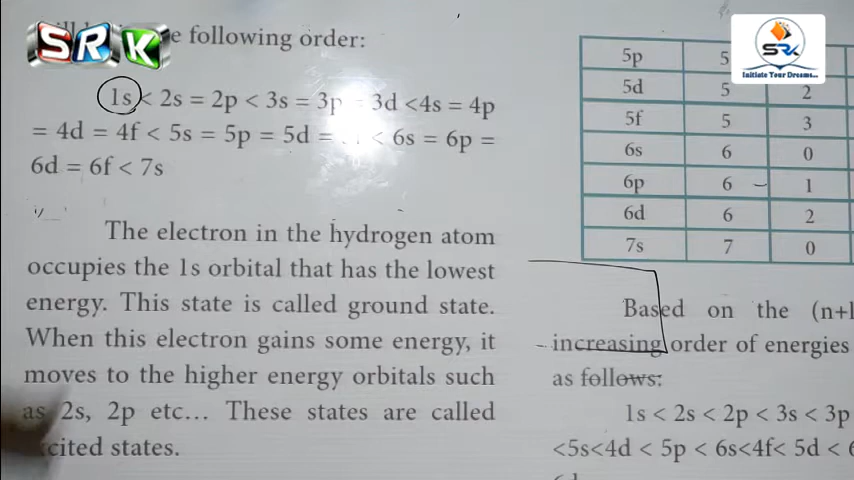 SRK
e following order:
1s < 2s = 2p < 3s = 3p = 3d <4s = 4p
= 4d = 4f < 5s = 5p = 5d = < 6s = 6p =
6d = 6f < 7s
The electron in the hydrogen atom
occupies the 1s orbital that has the lowest
energy. This state is called ground state.
When this electron gains some energy, it
moves to the higher energy orbitals such
as 2s, 2p etc... These states are called
cited states.
SRK
Initiate Your Dreams..
5p 5
5d 5 2
5f 5 3
6s 6 0
6p 6 1
6d 6 2
7s 7 0
Based on the (n+l
increasing order of energies
as follows:
1s < 2s < 2p < 3s < 3p
<5s<4d < 5p < 6s<4f< 5d < 6